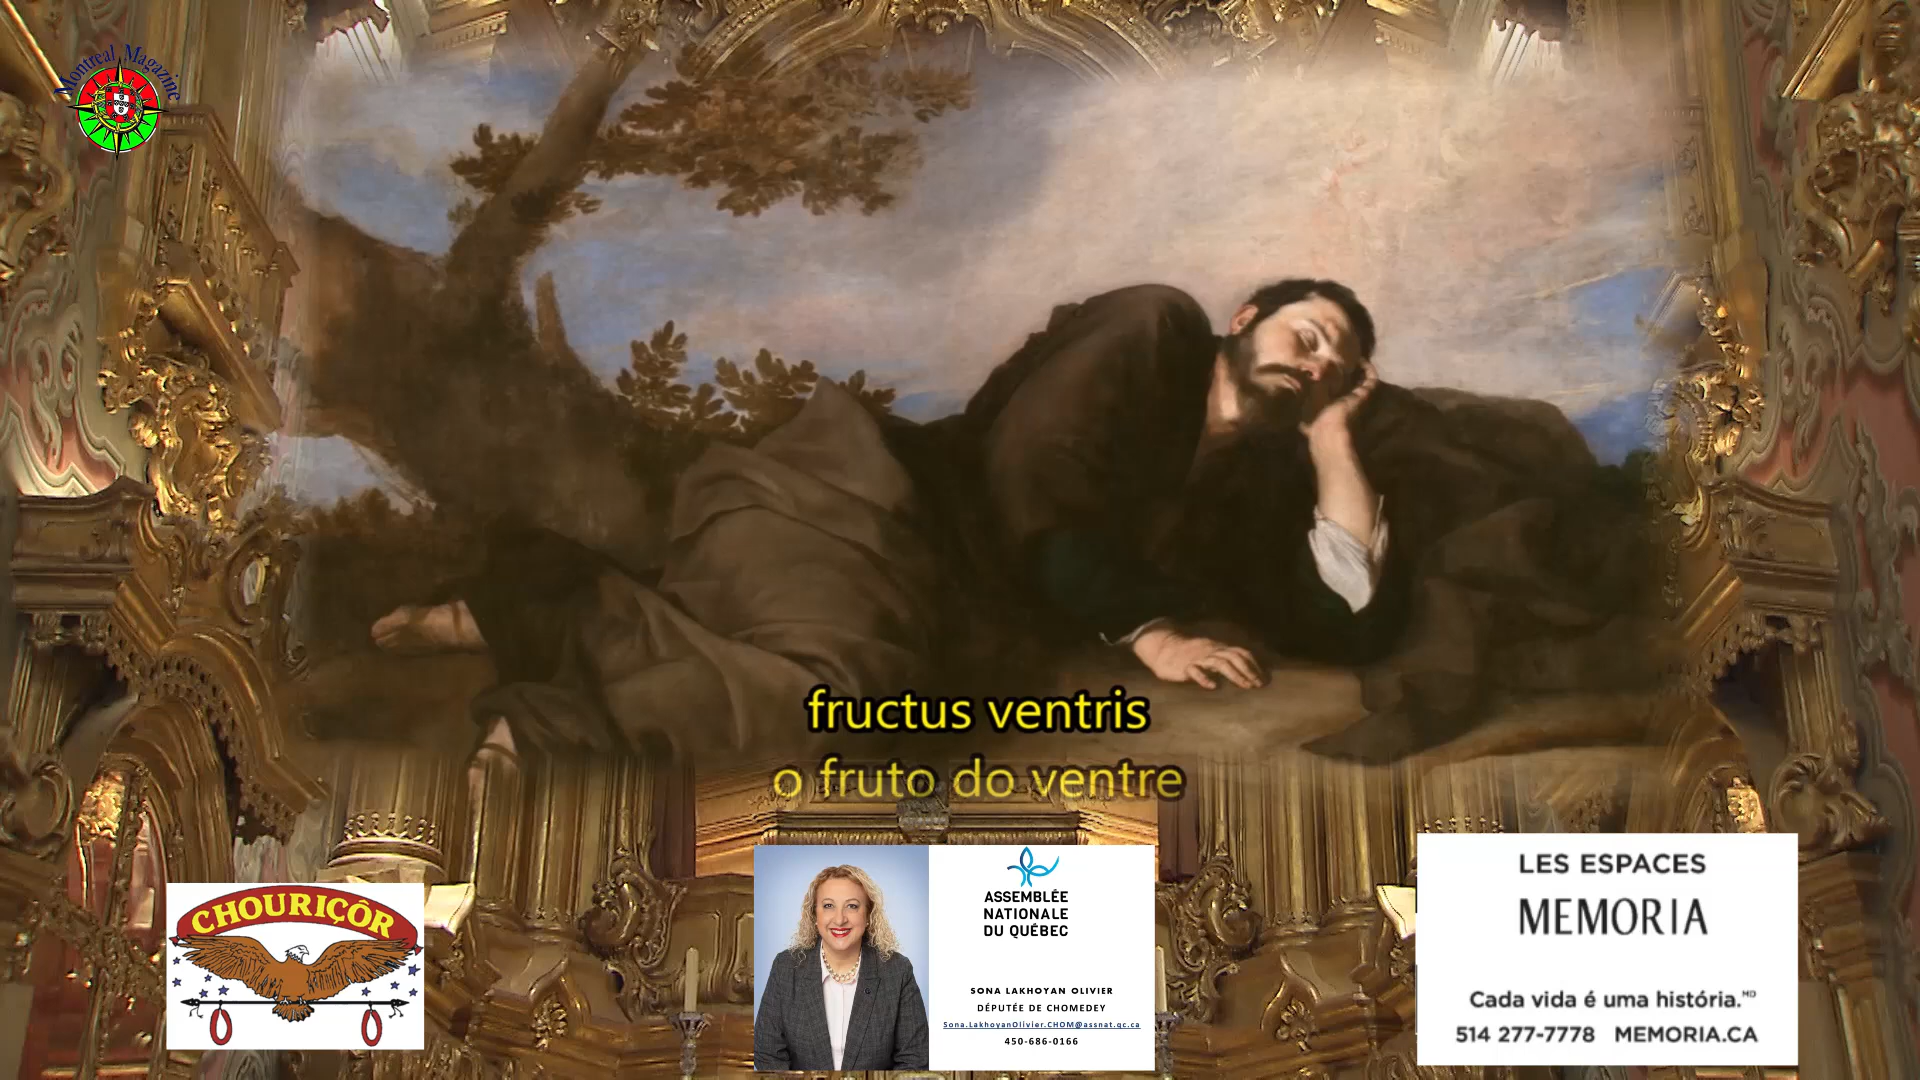 Montreal Magazine
fructus ventris
o fruto do ventre
CHOURIÇÔR
ASSEMBLÉE
NATIONALE
DU QUÉBEC
SONA LAKHOYAN OLIVIER
DÉPUTÉE DE CHOMEDEY
Sona.LakhoyanOlivier.CHOM@assnat.qc.ca
450-686-0166
LES ESPACES
MEMORIA
Cada vida é uma história.MD
514 277-7778 MEMORIA.CA